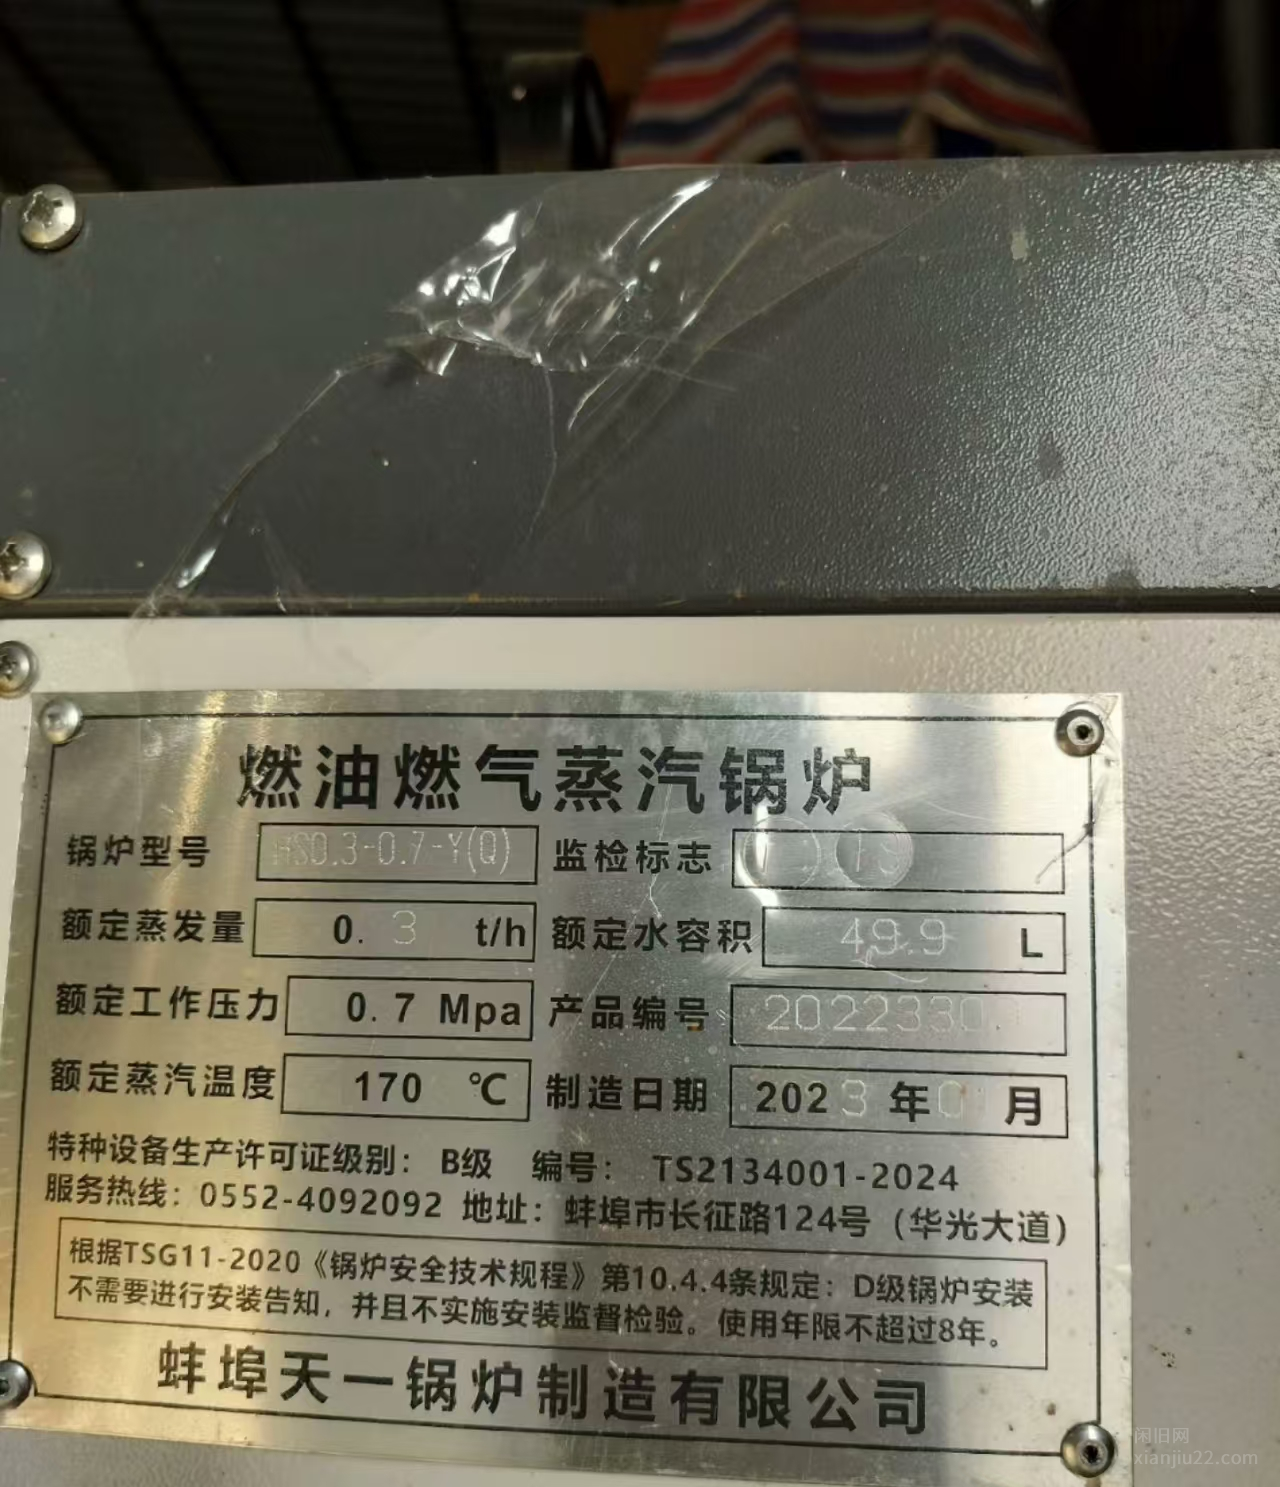 燃油燃气蒸汽锅炉
锅炉型号 HS0.3-0.7-Y(Q) 监检标志
额定蒸发量 0.3 t/h 额定水容积 49.9 L
额定工作压力 0.7 Mpa 产品编号 2022330
额定蒸汽温度 170 ℃ 制造日期 2023年0 月
特种设备生产许可证级别：B级 编号：TS2134001-2024
服务热线：0552-4092092 地址：蚌埠市长征路124号（华光大道）
根据TSG11-2020《锅炉安全技术规程》第10.4.4条规定：D级锅炉安装
不需要进行安装告知，并且不实施安装监督检验。使用年限不超过8年。
蚌埠天一锅炉制造有限公司
闲旧网
xianjiu22.com